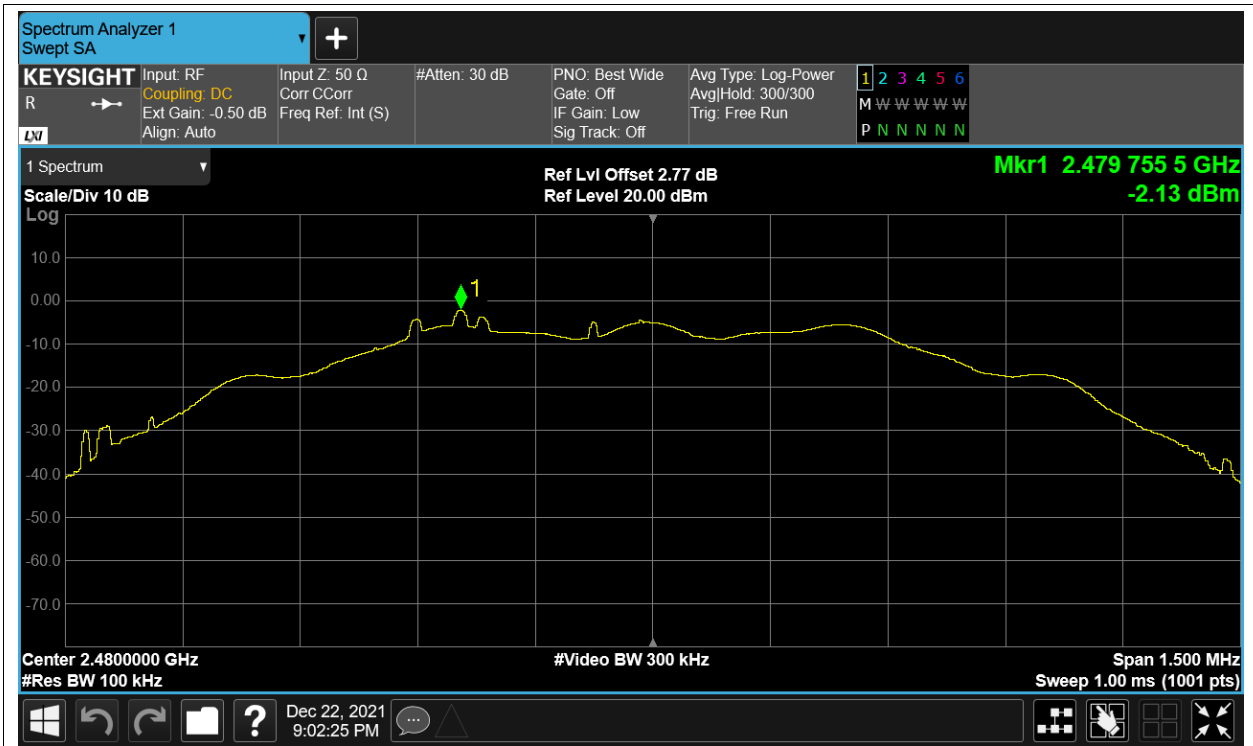 Spectrum Analyzer 1
Swept SA
KEYSIGHT
R
LXI
Input: RF
Coupling: DC
Ext Gain: -0.50 dB
Align: Auto
Input Z: 50 Ω
Corr CCorr
Freq Ref: Int (S)
#Atten: 30 dB
PNO: Best Wide
Gate: Off
IF Gain: Low
Sig Track: Off
Avg Type: Log-Power
Avg|Hold: 300/300
Trig: Free Run
1 2 3 4 5 6
M W W W W W
P N N N N N
1 Spectrum
Scale/Div 10 dB
Log
Ref Lvl Offset 2.77 dB
Ref Level 20.00 dBm
Mkr1 2.479 755 5 GHz
-2.13 dBm
1
10.0
0.00
-10.0
-20.0
-30.0
-40.0
-50.0
-60.0
-70.0
Center 2.4800000 GHz
#Res BW 100 kHz
#Video BW 300 kHz
Span 1.500 MHz
Sweep 1.00 ms (1001 pts)
?
Dec 22, 2021
9:02:25 PM